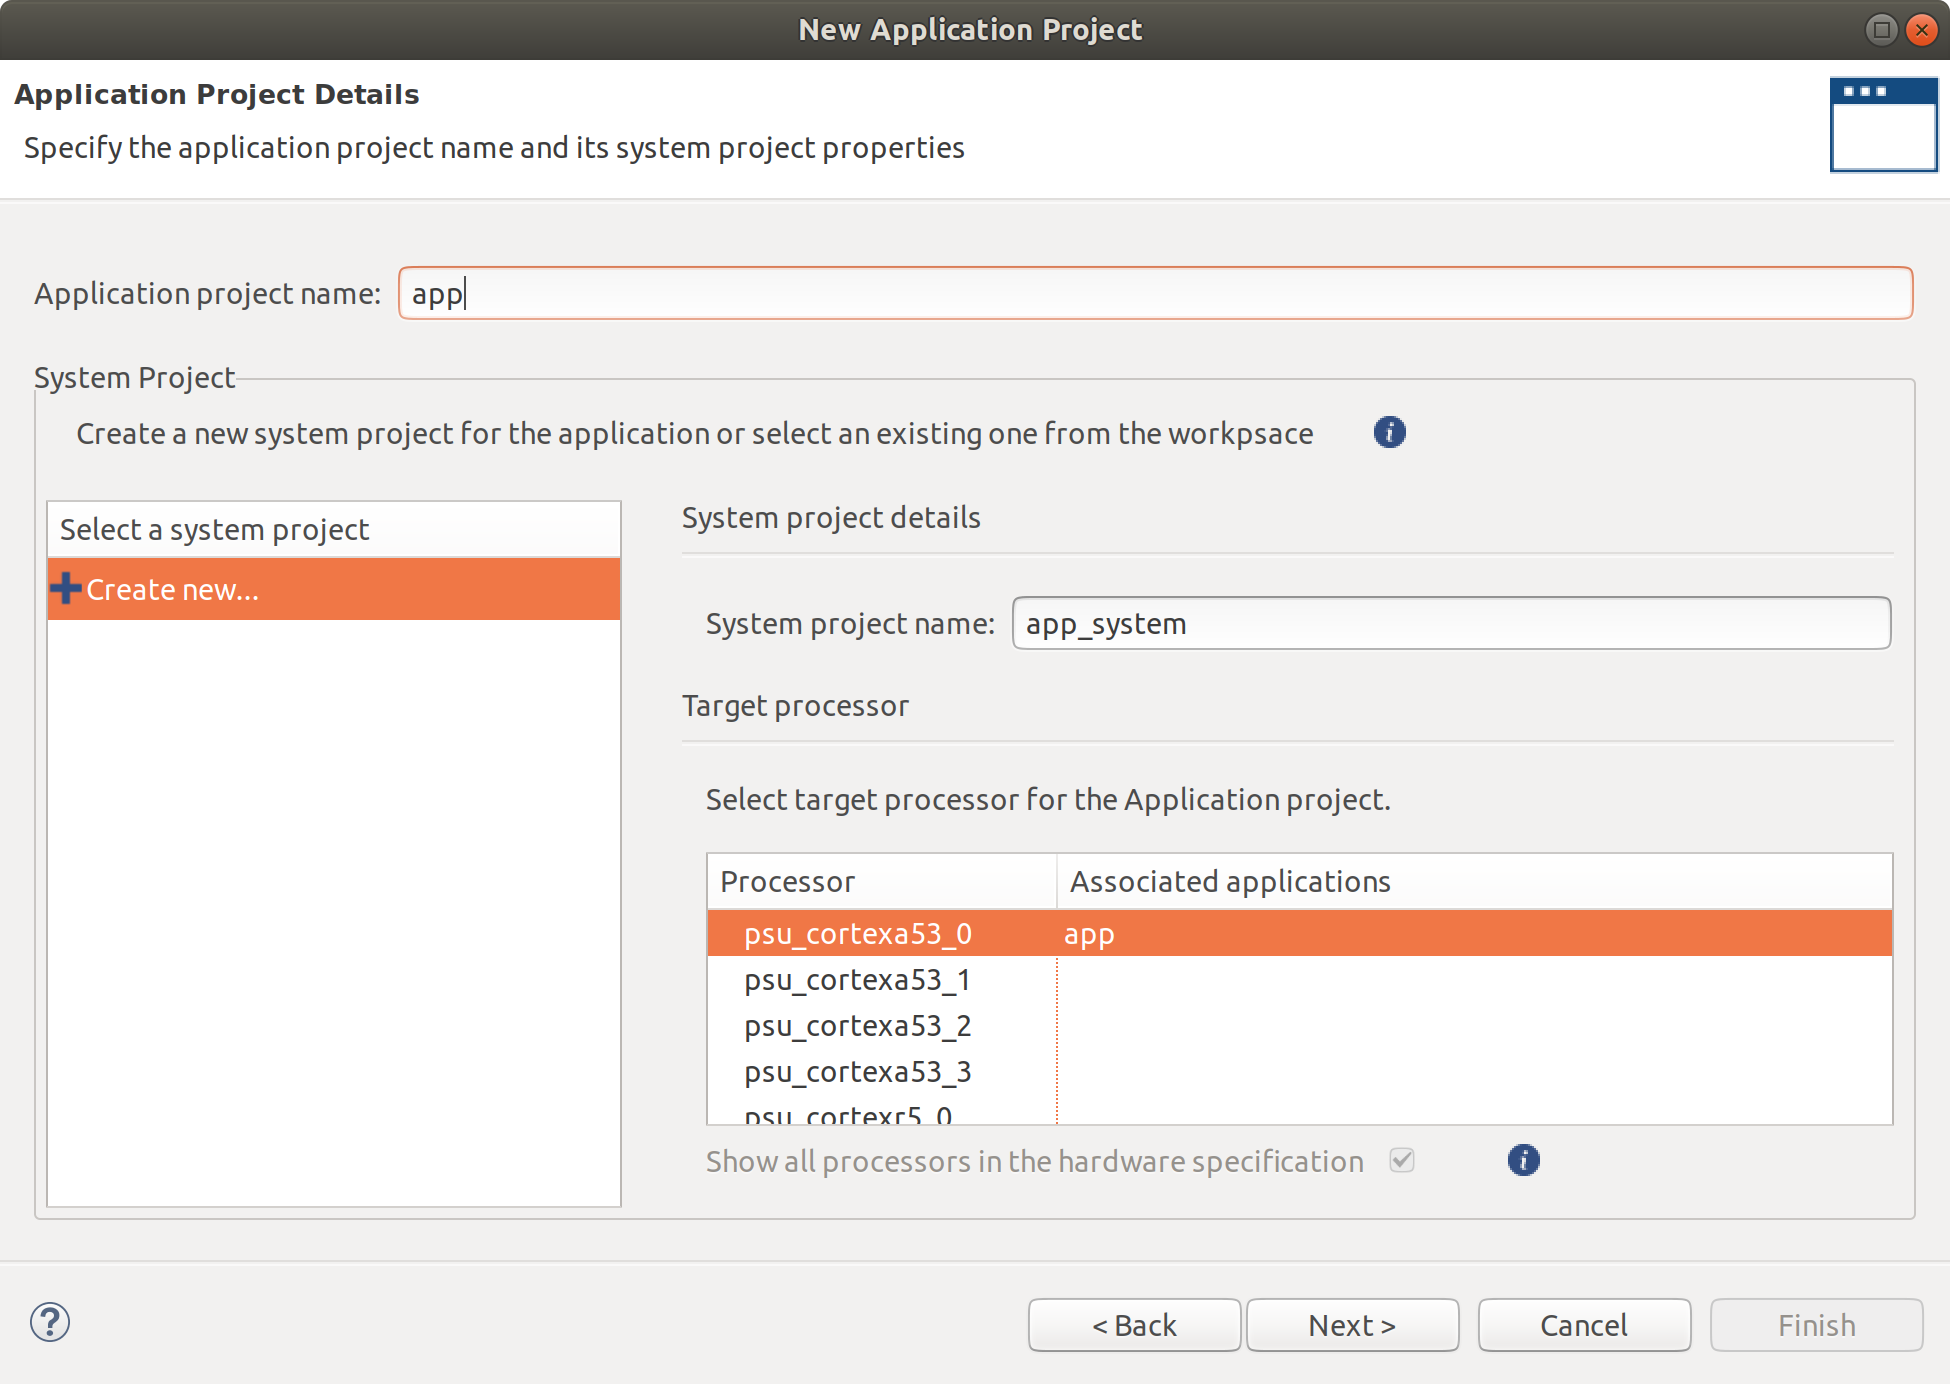 New Application Project
Application Project Details
Specify the application project name and its system project properties
Application project name: app
System Project
Create a new system project for the application or select an existing one from the workpsace
Select a system project
Create new...
System project details
System project name: app_system
Target processor
Select target processor for the Application project.
Processor Associated applications
psu_cortexa53_0 app
psu_cortexa53_1
psu_cortexa53_2
psu_cortexa53_3
psu_cortexr5_0
Show all processors in the hardware specification
< Back Next > Cancel Finish